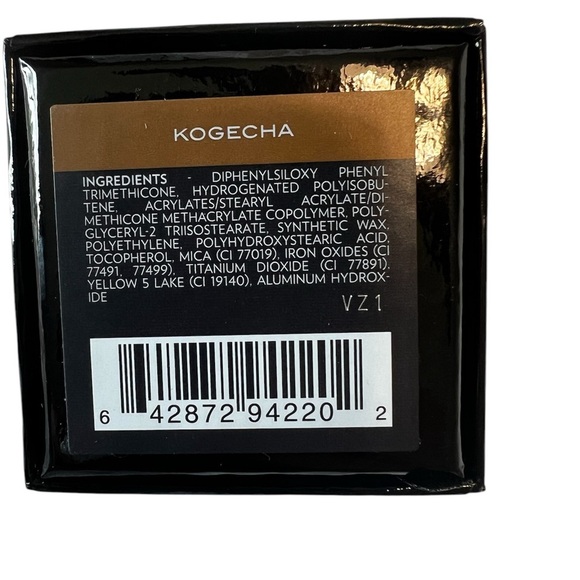 KOGECHA
INGREDIENTS - DIPHENYLSILOXY PHENYL
TRIMETHICONE, HYDROGENATED POLYISOBU-
TENE, ACRYLATES/STEARYL ACRYLATE/DI-
METHICONE METHACRYLATE COPOLYMER, POLY-
GLYCERYL-2 TRIISOSTEARATE, SYNTHETIC WAX,
POLYETHYLENE, POLYHYDROXYSTEARIC ACID,
TOCOPHEROL, MICA (CI 77019), IRON OXIDES (CI
77491, 77499), TITANIUM DIOXIDE (CI 77891),
YELLOW 5 LAKE (CI 19140), ALUMINUM HYDROX-
IDE
VZ1
6 42872 94220 2